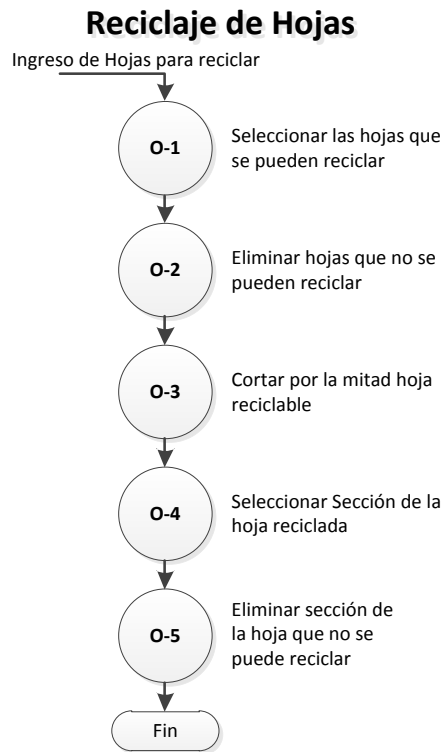 Reciclaje de Hojas
Ingreso de Hojas para reciclar
O-1
Seleccionar las hojas que
se pueden reciclar
O-2
Eliminar hojas que no se
pueden reciclar
O-3
Cortar por la mitad hoja
reciclable
O-4
Seleccionar Sección de la
hoja reciclada
O-5
Eliminar sección de
la hoja que no se
puede reciclar
Fin